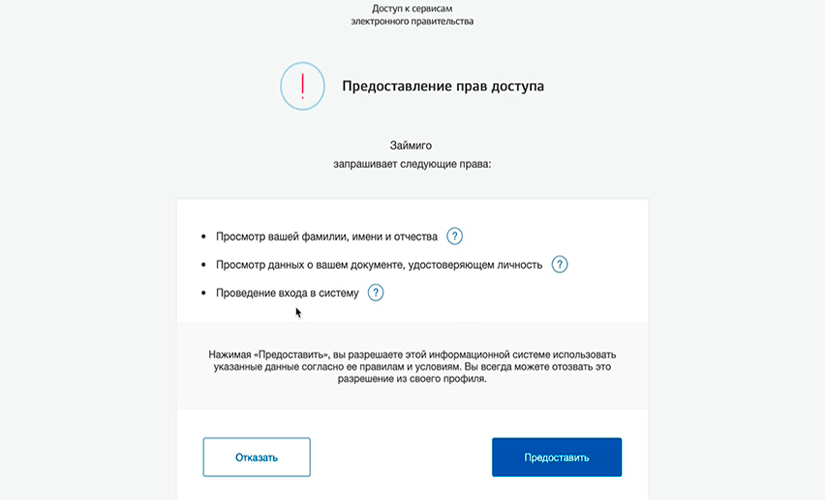 Доступ к сервисам
электронного правительства
!
Предоставление прав доступа
Займиго
запрашивает следующие права:
• Просмотр вашей фамилии, имени и отчества ?
• Просмотр данных о вашем документе, удостоверяющем личность ?
• Проведение входа в систему ?
Нажимая «Предоставить», вы разрешаете этой информационной системе использовать
указанные данные согласно ее правилам и условиям. Вы всегда можете отозвать это
разрешение из своего профиля.
Отказать
Предоставить